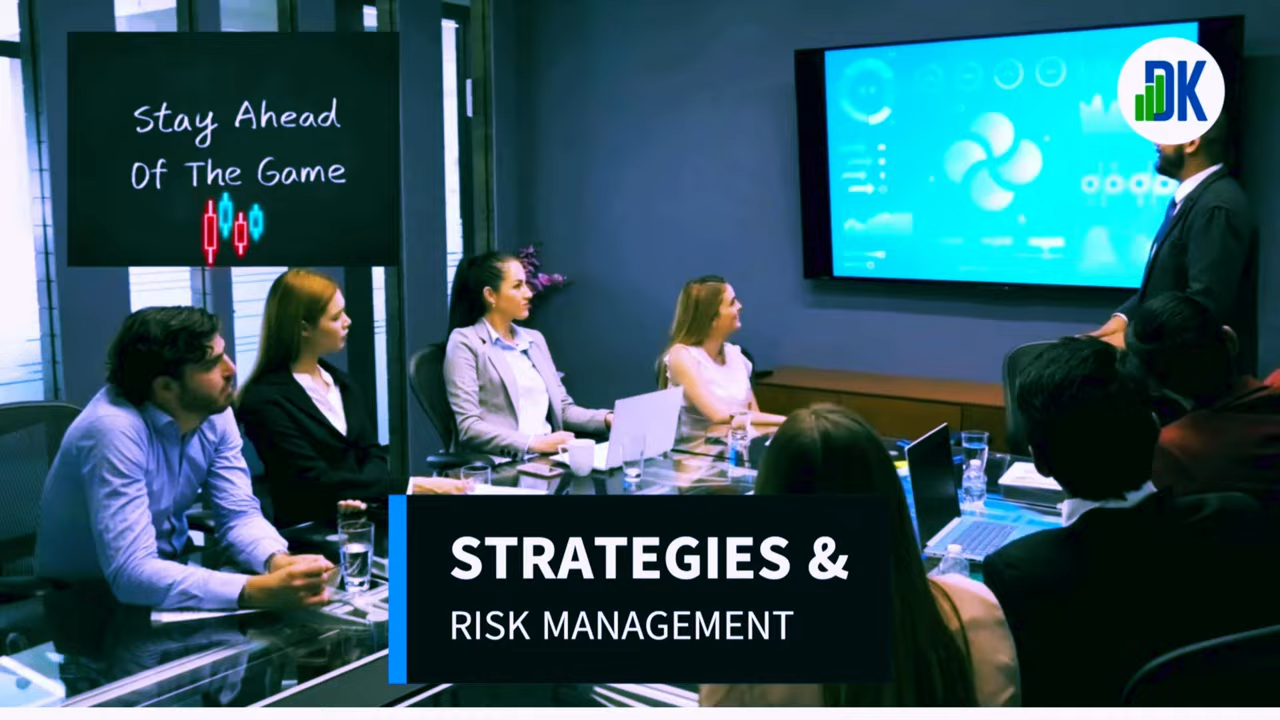 Stay Ahead
Of The Game
DK
STRATEGIES &
RISK MANAGEMENT